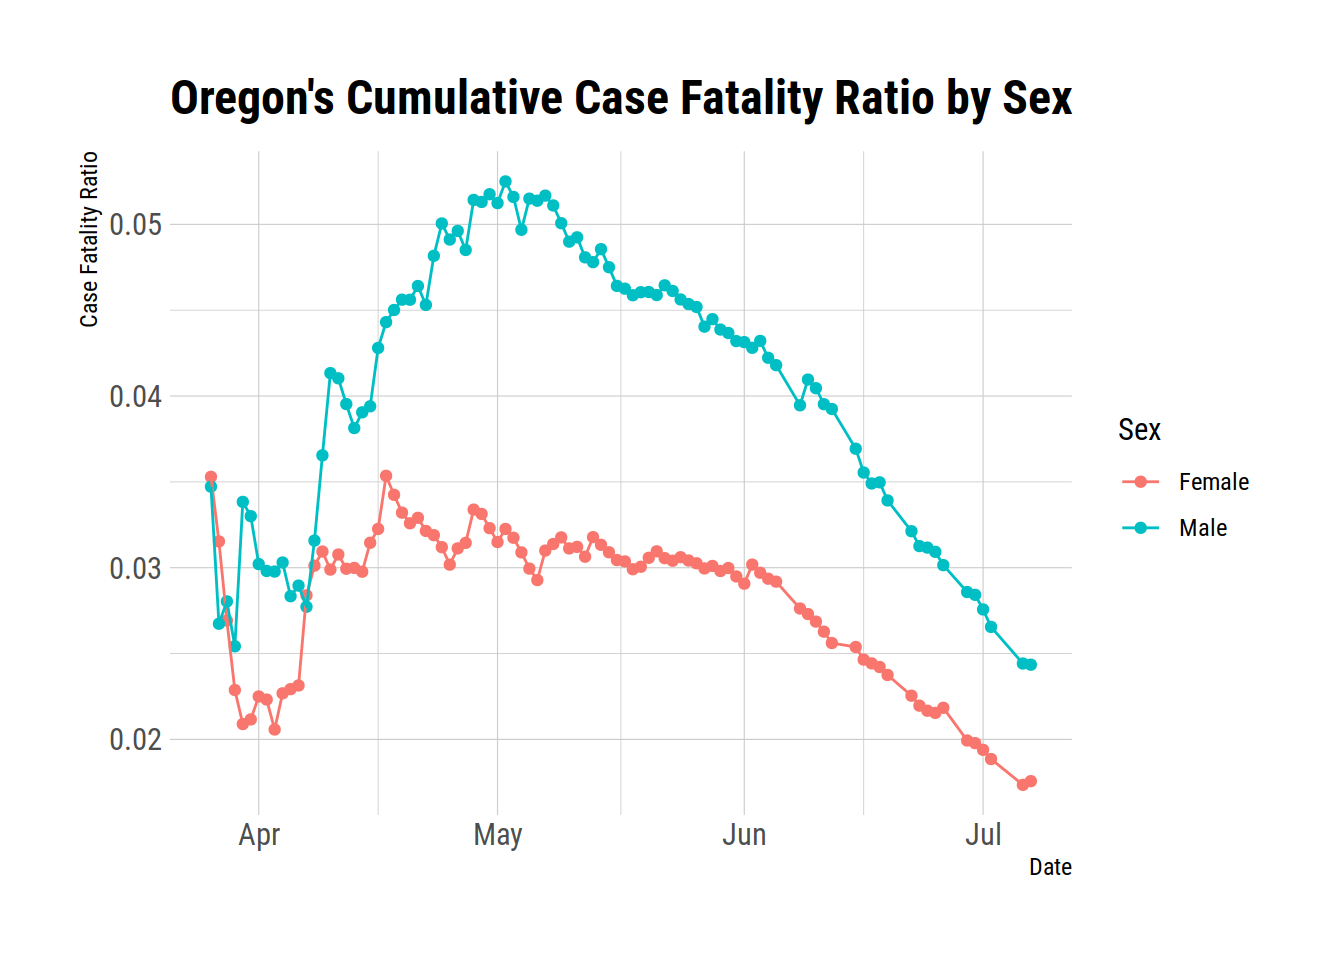 Oregon's Cumulative Case Fatality Ratio by Sex
Case Fatality Ratio
0.05
0.04
0.03
0.02
Apr May Jun Jul
Date
Sex
Female
Male